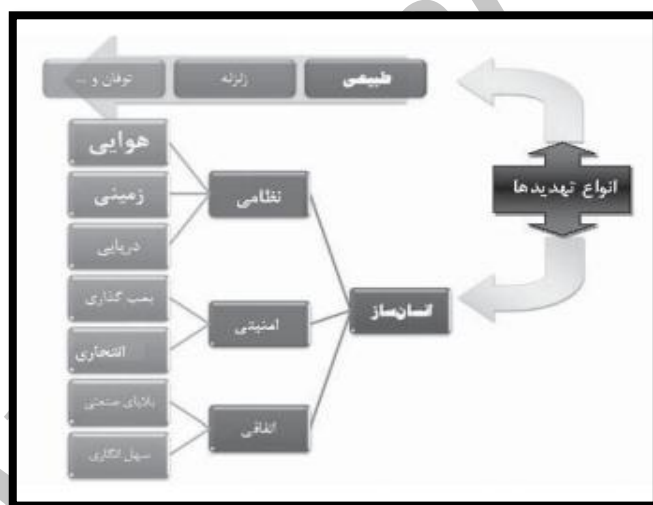 طبیعی
زلزله
توفان و ...
انواع تهدیدها
انسان‌ساز
نظامی
هوایی
زمینی
دریایی
امنیتی
بمب گذاری
انتحاری
اتفاقی
بلایای صنعتی
سهل انگاری